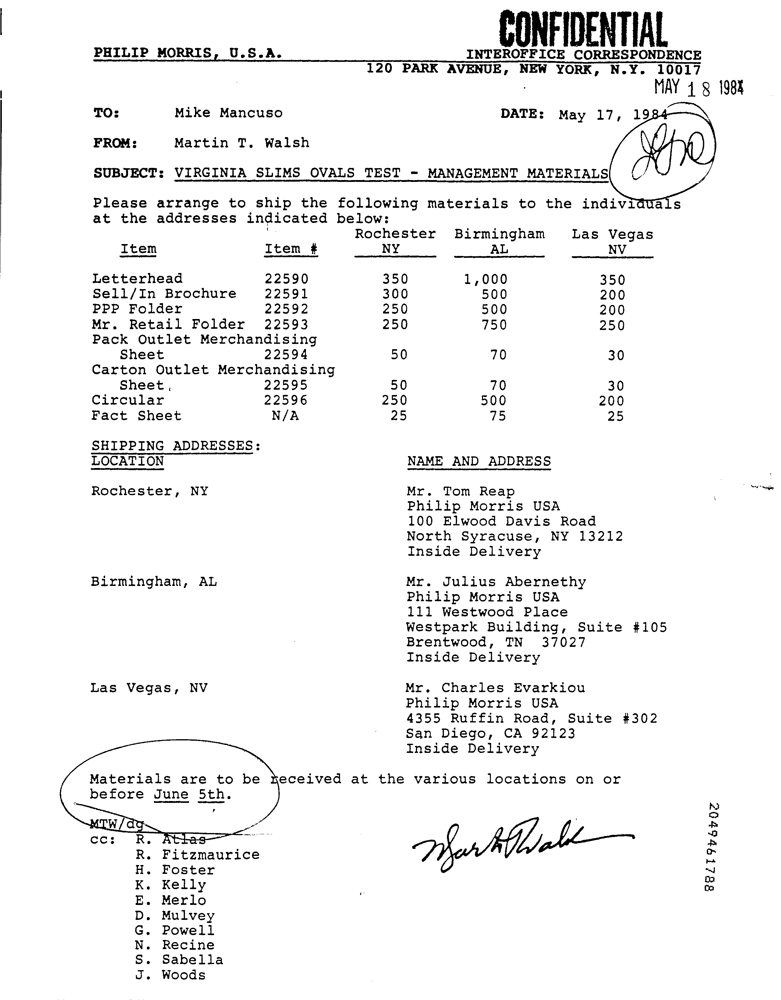 CONFIDENTIAL
PHILIP MORRIS, U.S.A. INTEROFFICE CORRESPONDENCE
120 PARK AVENUE, NEW YORK, N.Y. 10017
MAY 18 1984
TO: Mike Mancuso DATE: May 17, 1984
FROM: Martin T. Walsh
SUBJECT: VIRGINIA SLIMS OVALS TEST - MANAGEMENT MATERIALS
Please arrange to ship the following materials to the individuals
at the addresses indicated below:
Rochester Birmingham Las Vegas
Item Item # NY AL NV
Letterhead 22590 350 1,000 350
Sell/In Brochure 22591 300 500 200
PPP Folder 22592 250 500 200
Mr. Retail Folder 22593 250 750 250
Pack Outlet Merchandising
Sheet 22594 50 70 30
Carton Outlet Merchandising
Sheet 22595 50 70 30
Circular 22596 250 500 200
Fact Sheet N/A 25 75 25
SHIPPING ADDRESSES:
LOCATION NAME AND ADDRESS
Rochester, NY Mr. Tom Reap
Philip Morris USA
100 Elwood Davis Road
North Syracuse, NY 13212
Inside Delivery
Birmingham, AL Mr. Julius Abernethy
Philip Morris USA
111 Westwood Place
Westpark Building, Suite #105
Brentwood, TN 37027
Inside Delivery
Las Vegas, NV Mr. Charles Evarkiou
Philip Morris USA
4355 Ruffin Road, Suite #302
San Diego, CA 92123
Inside Delivery
Materials are to be received at the various locations on or
before June 5th.
MTW/dg
cc: R. Atlas
R. Fitzmaurice
H. Foster
K. Kelly
E. Merlo
D. Mulvey
G. Powell
N. Recine
S. Sabella
J. Woods
2049461788